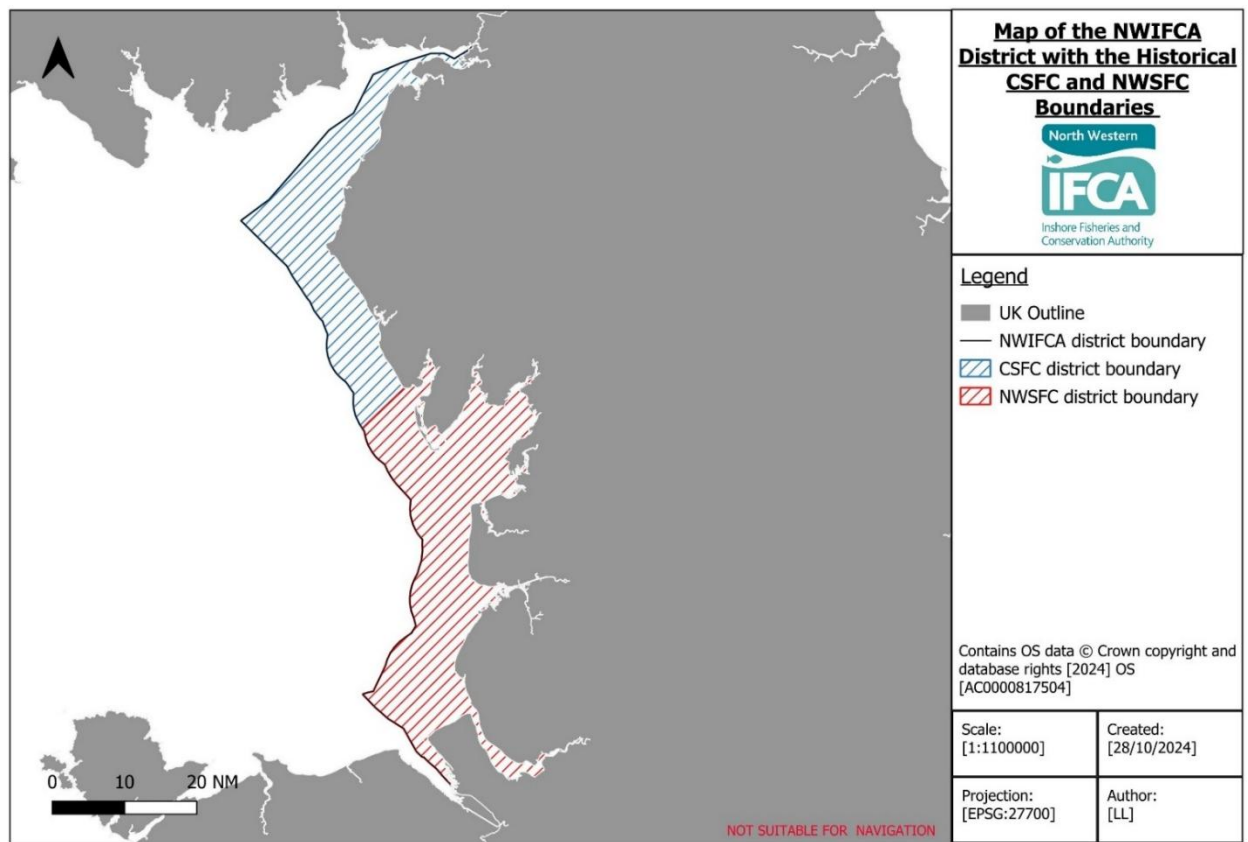 Map of the NWIFCA
District with the Historical
CSFC and NWSFC
Boundaries
North Western
IFCA
Inshore Fisheries and
Conservation Authority
Legend
UK Outline
NWIFCA district boundary
CSFC district boundary
NWSFC district boundary
Contains OS data © Crown copyright and
database rights [2024] OS
[AC0000817504]
Scale:
[1:1100000]
Created:
[28/10/2024]
Projection:
[EPSG:27700]
Author:
[LL]
0 10 20 NM
NOT SUITABLE FOR NAVIGATION